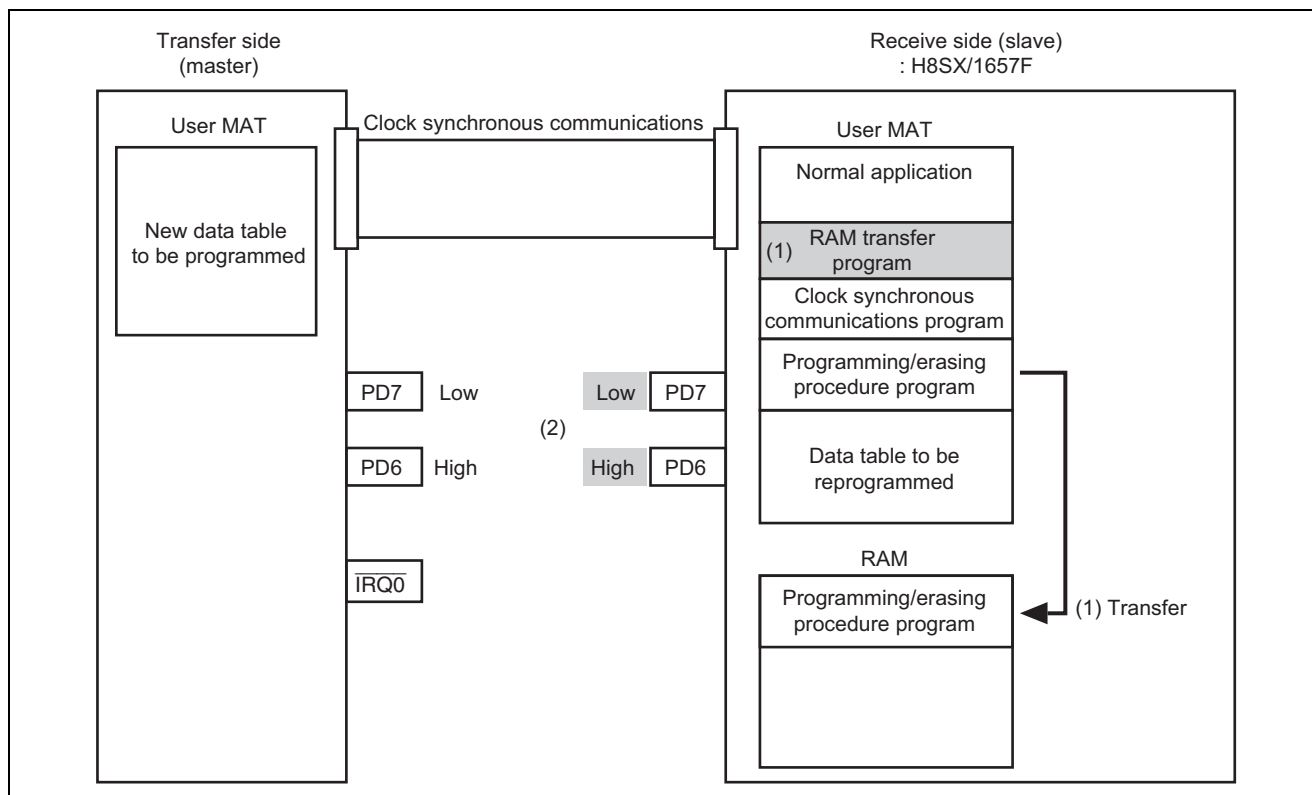 Transfer side
(master)
Receive side (slave)
: H8SX/1657F
User MAT
Clock synchronous communications
User MAT
New data table
to be programmed
Normal application
(1) RAM transfer
program
Clock synchronous
communications program
Programming/erasing
procedure program
Data table to be
reprogrammed
PD7 Low
(2)
Low PD7
PD6 High
High PD6
IRQ0
RAM
Programming/erasing
procedure program
(1) Transfer